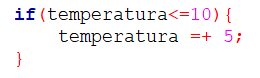 if(temperatura<=10){
temperatura =+ 5;
}